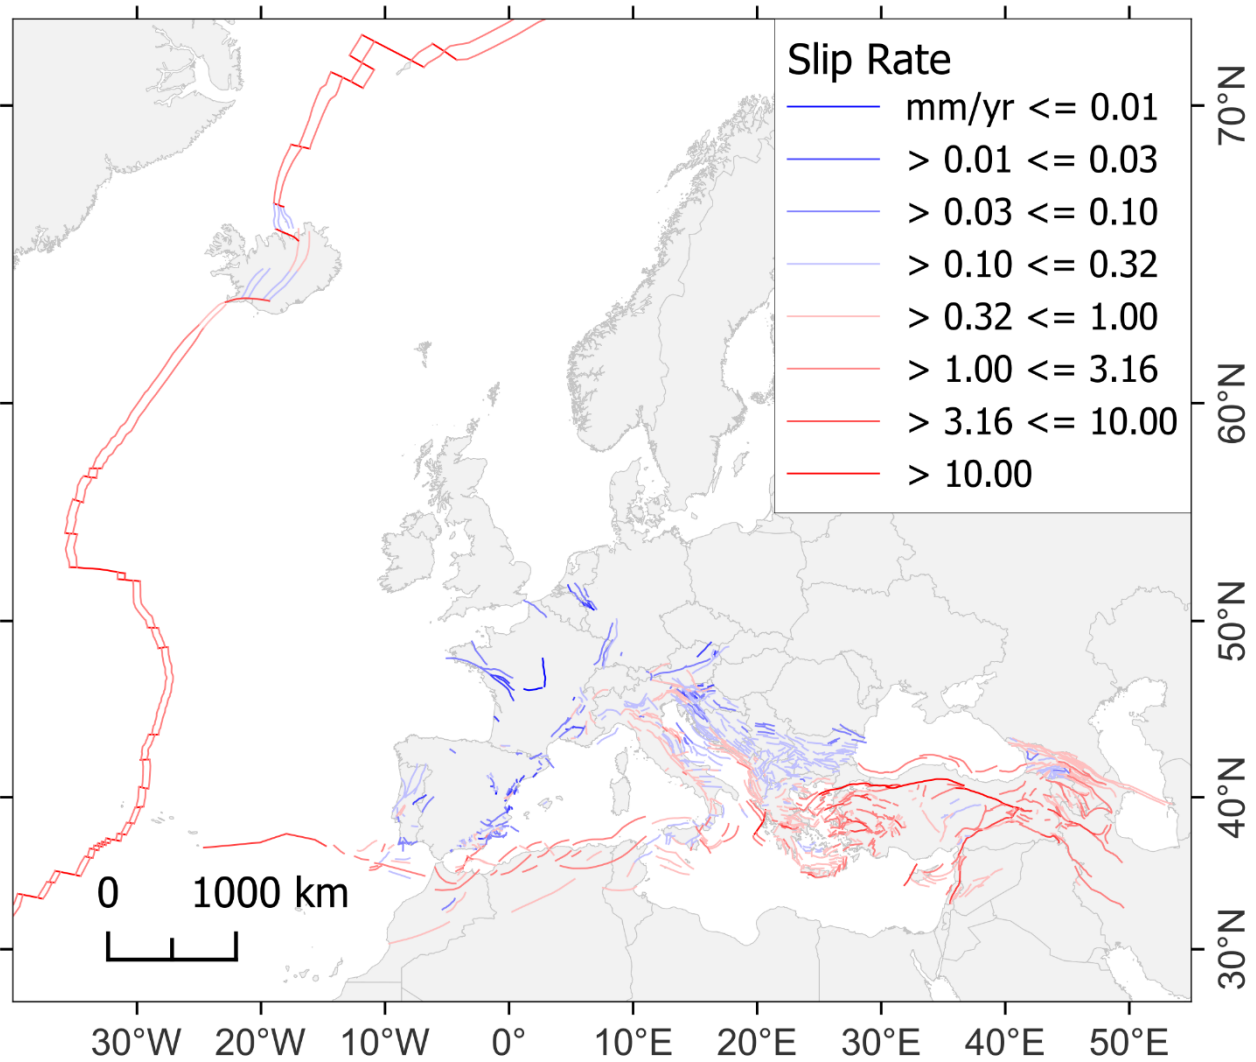 Slip Rate
mm/yr <= 0.01
> 0.01 <= 0.03
> 0.03 <= 0.10
> 0.10 <= 0.32
> 0.32 <= 1.00
> 1.00 <= 3.16
> 3.16 <= 10.00
> 10.00
70°N
60°N
50°N
40°N
30°N
0 1000 km
30°W 20°W 10°W 0° 10°E 20°E 30°E 40°E 50°E